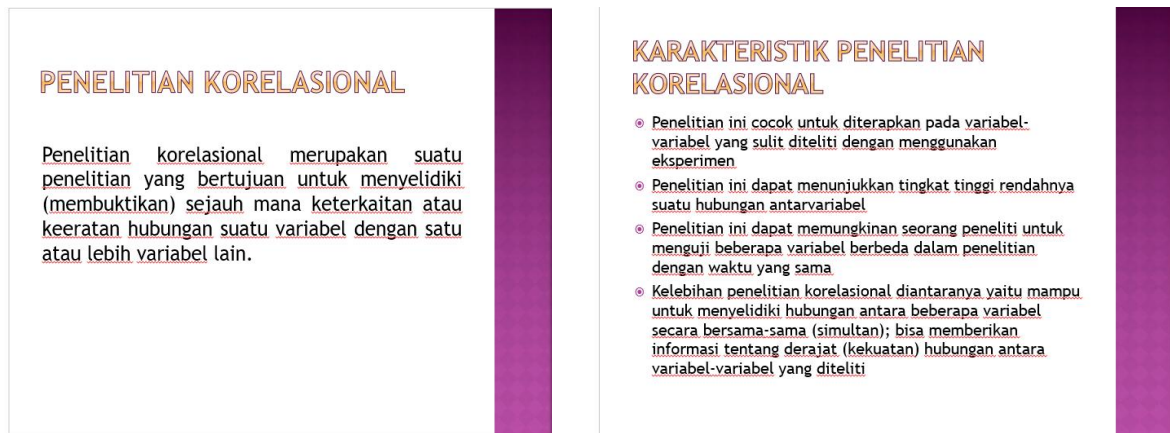 PENELITIAN KORELASIONAL
Penelitian korelasional merupakan suatu
penelitian yang bertujuan untuk menyelidiki
(membuktikan) sejauh mana keterkaitan atau
keeratan hubungan suatu variabel dengan satu
atau lebih variabel lain.
KARAKTERISTIK PENELITIAN
KORELASIONAL
Penelitian ini cocok untuk diterapkan pada variabel-
variabel yang sulit diteliti dengan menggunakan
eksperimen
Penelitian ini dapat menunjukkan tingkat tinggi rendahnya
suatu hubungan antarvariabel
Penelitian ini dapat memungkinan seorang peneliti untuk
menguji beberapa variabel berbeda dalam penelitian
dengan waktu yang sama
Kelebihan penelitian korelasional diantaranya yaitu mampu
untuk menyelidiki hubungan antara beberapa variabel
secara bersama-sama (simultan); bisa memberikan
informasi tentang derajat (kekuatan) hubungan antara
variabel-variabel yang diteliti